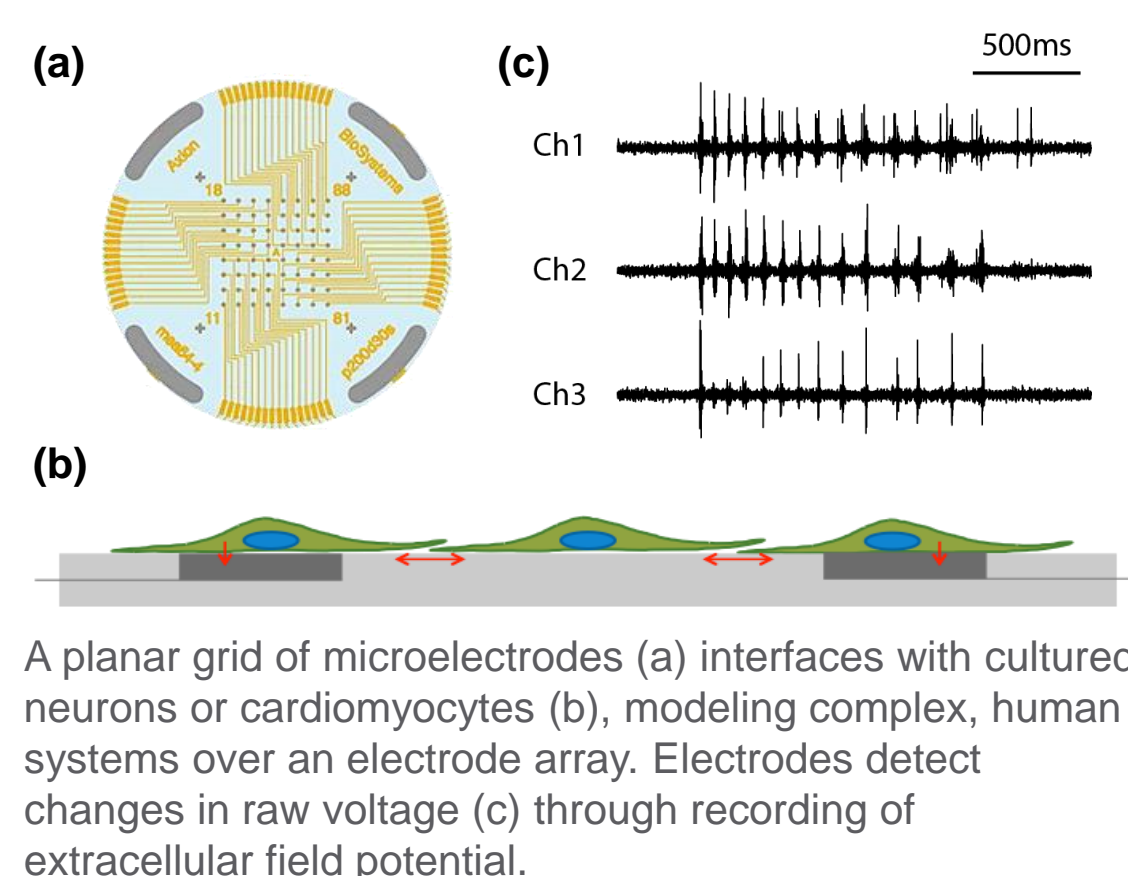 (a)
Axion
BioSystems
18
88
11
81
mea64-4
p200d30s
A
(c)
500ms
Ch1
Ch2
Ch3
(b)
A planar grid of microelectrodes (a) interfaces with cultured
neurons or cardiomyocytes (b), modeling complex, human
systems over an electrode array. Electrodes detect
changes in raw voltage (c) through recording of
extracellular field potential.